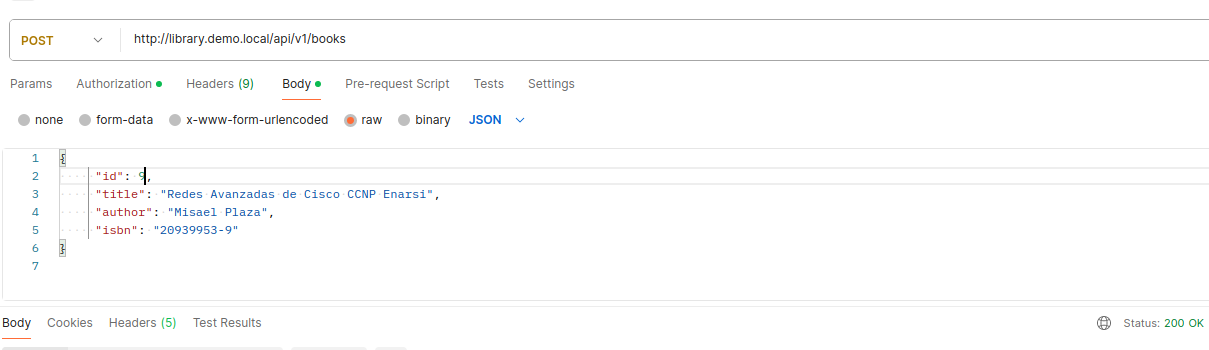 POST http://library.demo.local/api/v1/books
Params Authorization Headers (9) Body Pre-request Script Tests Settings
none form-data x-www-form-urlencoded raw binary JSON
1 {
2 "id": 9,
3 "title": "Redes Avanzadas de Cisco CCNP Enarsi",
4 "author": "Misael Plaza",
5 "isbn": "20939953-9"
6 }
7
Body Cookies Headers (5) Test Results Status: 200 OK